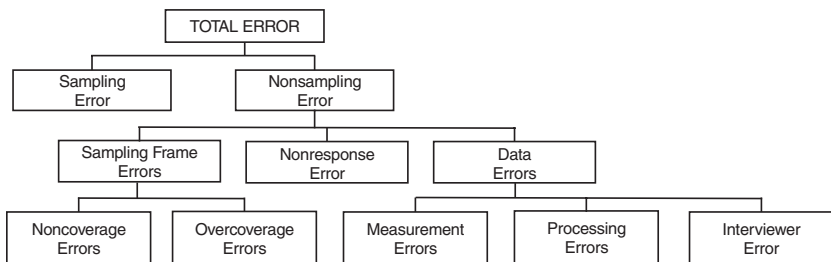 TOTAL ERROR
Sampling
Error
Nonsampling
Error
Sampling Frame
Errors
Nonresponse
Error
Data
Errors
Noncoverage
Errors
Overcoverage
Errors
Measurement
Errors
Processing
Errors
Interviewer
Error